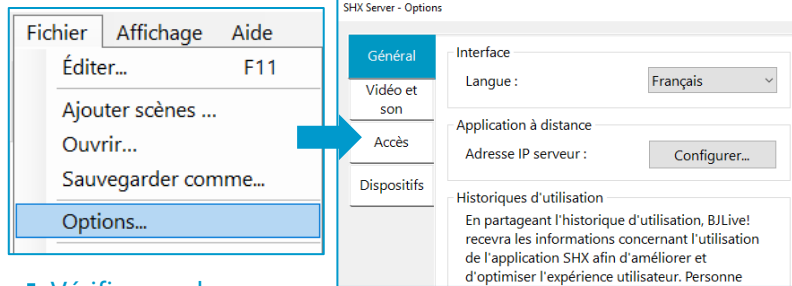 Fichier Affichage Aide
Éditer... F11
Ajouter scènes ...
Ouvrir...
Sauvegarder comme...
Options...
SHX Server - Options
Général
Vidéo et
son
Accès
Dispositifs
Interface
Langue : Français
Application à distance
Adresse IP serveur : Configurer...
Historiques d'utilisation
En partageant l'historique d'utilisation, BJLive!
recevra les informations concernant l'utilisation
de l'application SHX afin d'améliorer et
d'optimiser l'expérience utilisateur. Personne